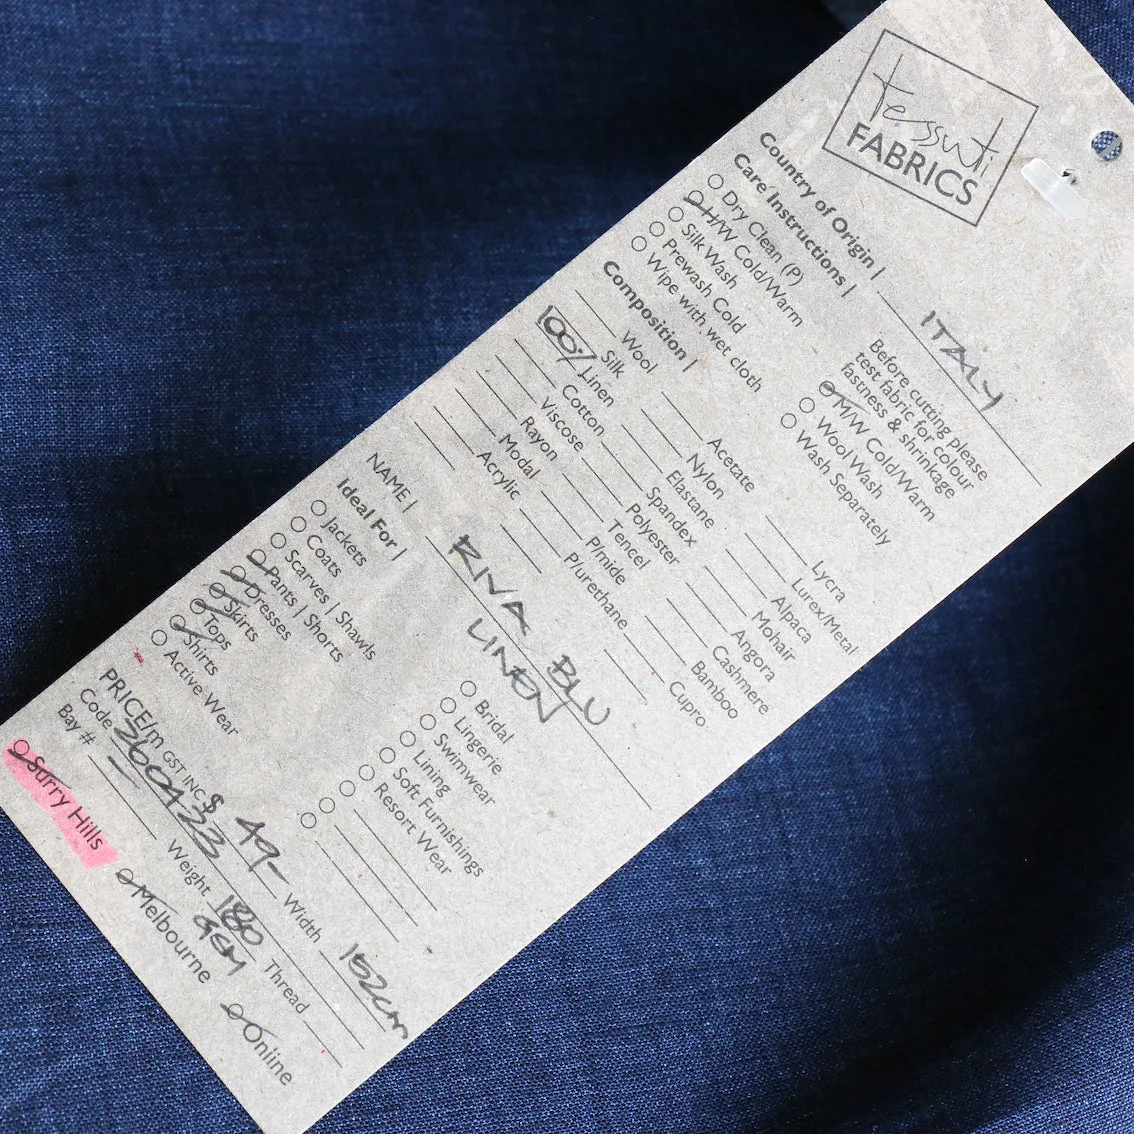 tessuti
FABRICS
Country of Origin | ITALY
Care Instructions |
Dry Clean (P)
H/W Cold/Warm
Silk Wash
Prewash Cold
Wipe with wet cloth
Before cutting please
test fabric for colour
fastness & shrinkage
M/W Cold/Warm
Wool Wash
Wash Separately
Composition |
Wool
Silk
100% Linen
Cotton
Viscose
Rayon
Modal
Acrylic
Acetate
Nylon
Elastane
Spandex
Polyester
Tencel
P/mide
P/urethane
Lycra
Lurex/Metal
Alpaca
Mohair
Angora
Cashmere
Bamboo
Cupro
NAME | RIVA BLU
LINEN
Ideal For |
Jackets
Coats
Scarves | Shawls
Pants | Shorts
Dresses
Skirts
Tops
Shirts
Active Wear
Bridal
Lingerie
Swimwear
Lining
Soft Furnishings
Resort Wear
PRICE/m GST INC $ 49- Width 152cm
Code 3604423 Weight 180 GSM Thread
Bay #
Surry Hills Melbourne Online